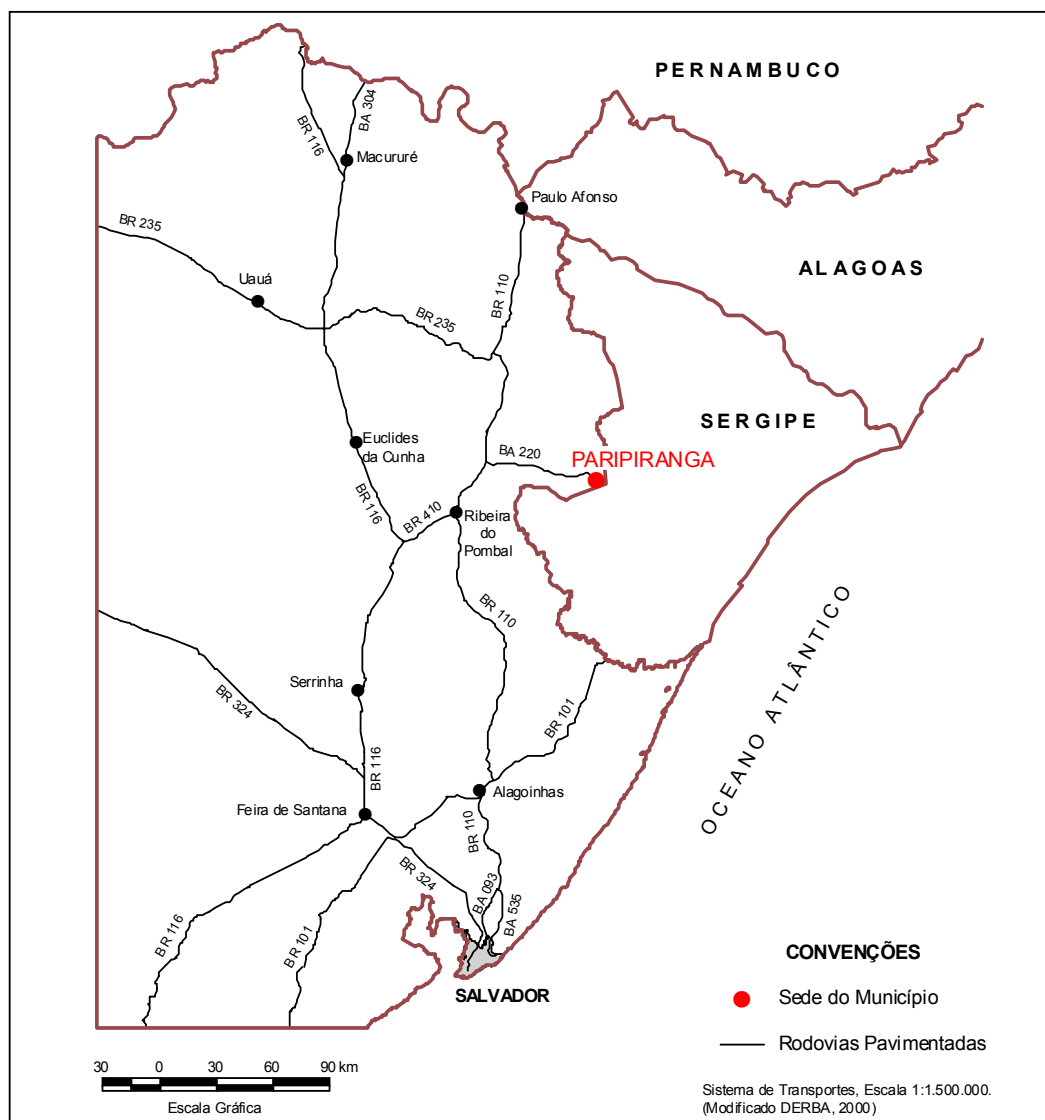 PERNAMBUCO
BR 116
BA 304
Macururé
Paulo Afonso
BR 235
ALAGOAS
Uauá
BR 110
BR 235
SERGIPE
Euclides
da Cunha
BA 220
PARIPIRANGA
BR 116
BR 410
Ribeira
do
Pombal
BR 110
OCEANO ATLÂNTICO
Serrinha
BR 324
BR 101
BR 116
Alagoinhas
Feira de Santana
BR 110
BR 324
BA 093
BA 535
BR 116
BR 101
SALVADOR
CONVENÇÕES
Sede do Município
Rodovias Pavimentadas
30 0 30 60 90 km
Escala Gráfica
Sistema de Transportes, Escala 1:1.500.000.
(Modificado DERBA, 2000)